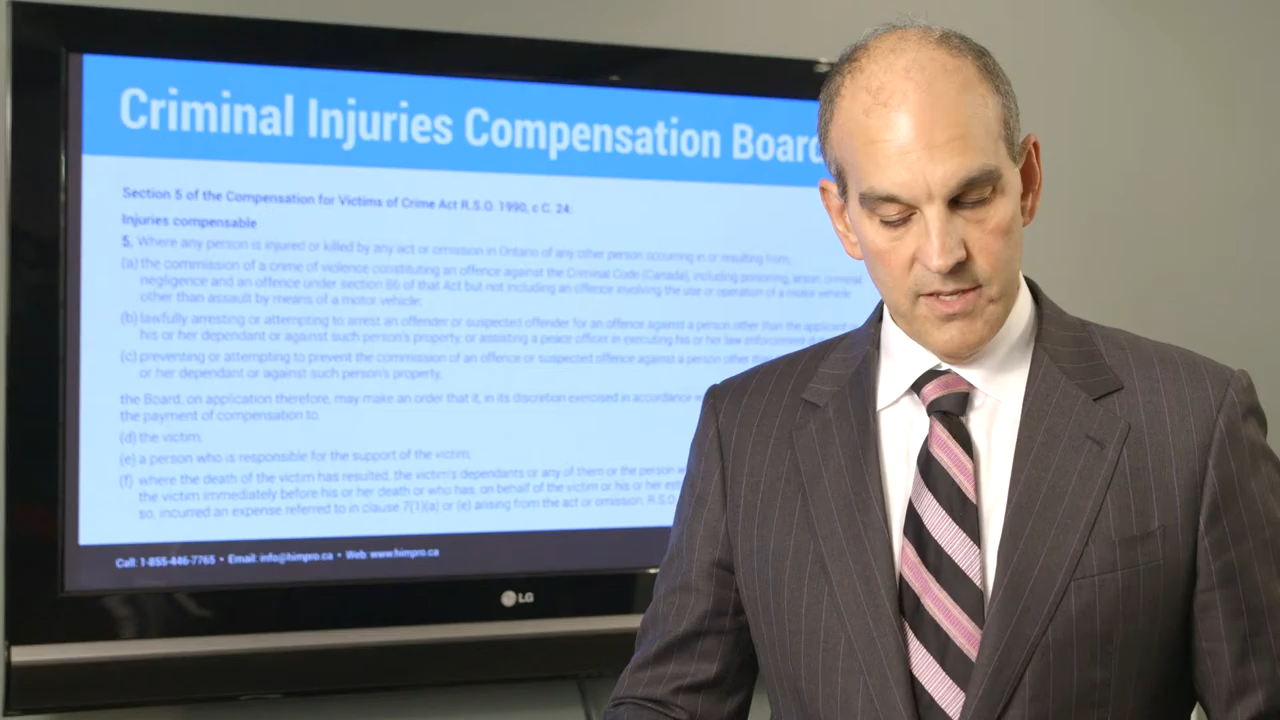 Criminal Injuries Compensation Board
Section 5 of the Compensation for Victims of Crime Act R.S.O. 1990, c C. 24:
Injuries compensable
5. Where any person is injured or killed by any act or omission in Ontario of any other person occurring in or resulting from,
(a) the commission of a crime of violence constituting an offence against the Criminal Code (Canada), including poisoning, arson, criminal
negligence and an offence under section 86 of that Act but not including an offence involving the use or operation of a motor vehicle
other than assault by means of a motor vehicle;
(b) lawfully arresting or attempting to arrest an offender or suspected offender for an offence against a person other than the applicant or
his or her dependant or against such person's property, or assisting a peace officer in executing his or her law enforcement
(c) preventing or attempting to prevent the commission of an offence or suspected offence against a person other
or her dependant or against such person's property,
the Board, on application therefore, may make an order that it, in its discretion exercised in accordance
the payment of compensation to,
(d) the victim;
(e) a person who is responsible for the support of the victim;
(f) where the death of the victim has resulted, the victim's dependants or any of them or the person
the victim immediately before his or her death or who has, on behalf of the victim or his or her
so, incurred an expense referred to in clause 7(1)(a) or (e) arising from the act or omission. R.S.O.
Call: 1-855-446-7765 • Email: info@himpro.ca • Web: www.himpro.ca
LG